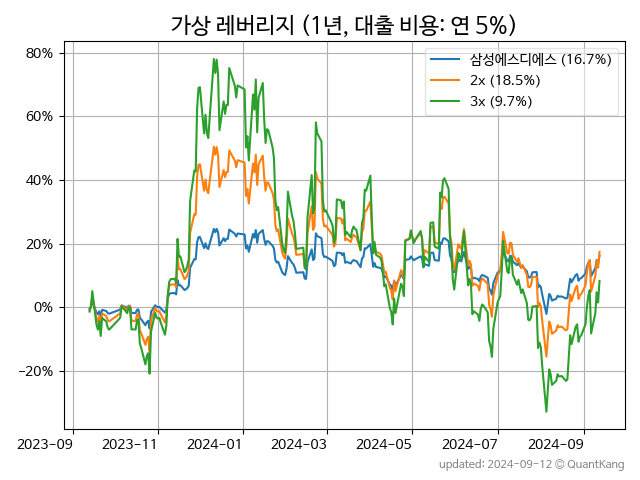 가상 레버리지 (1년, 대출 비용: 연 5%)
80%
60%
40%
20%
0%
−20%
삼성에스디에스 (16.7%)
2x (18.5%)
3x (9.7%)
2023-09
2023-11
2024-01
2024-03
2024-05
2024-07
2024-09
updated: 2024-09-12 © QuantKang